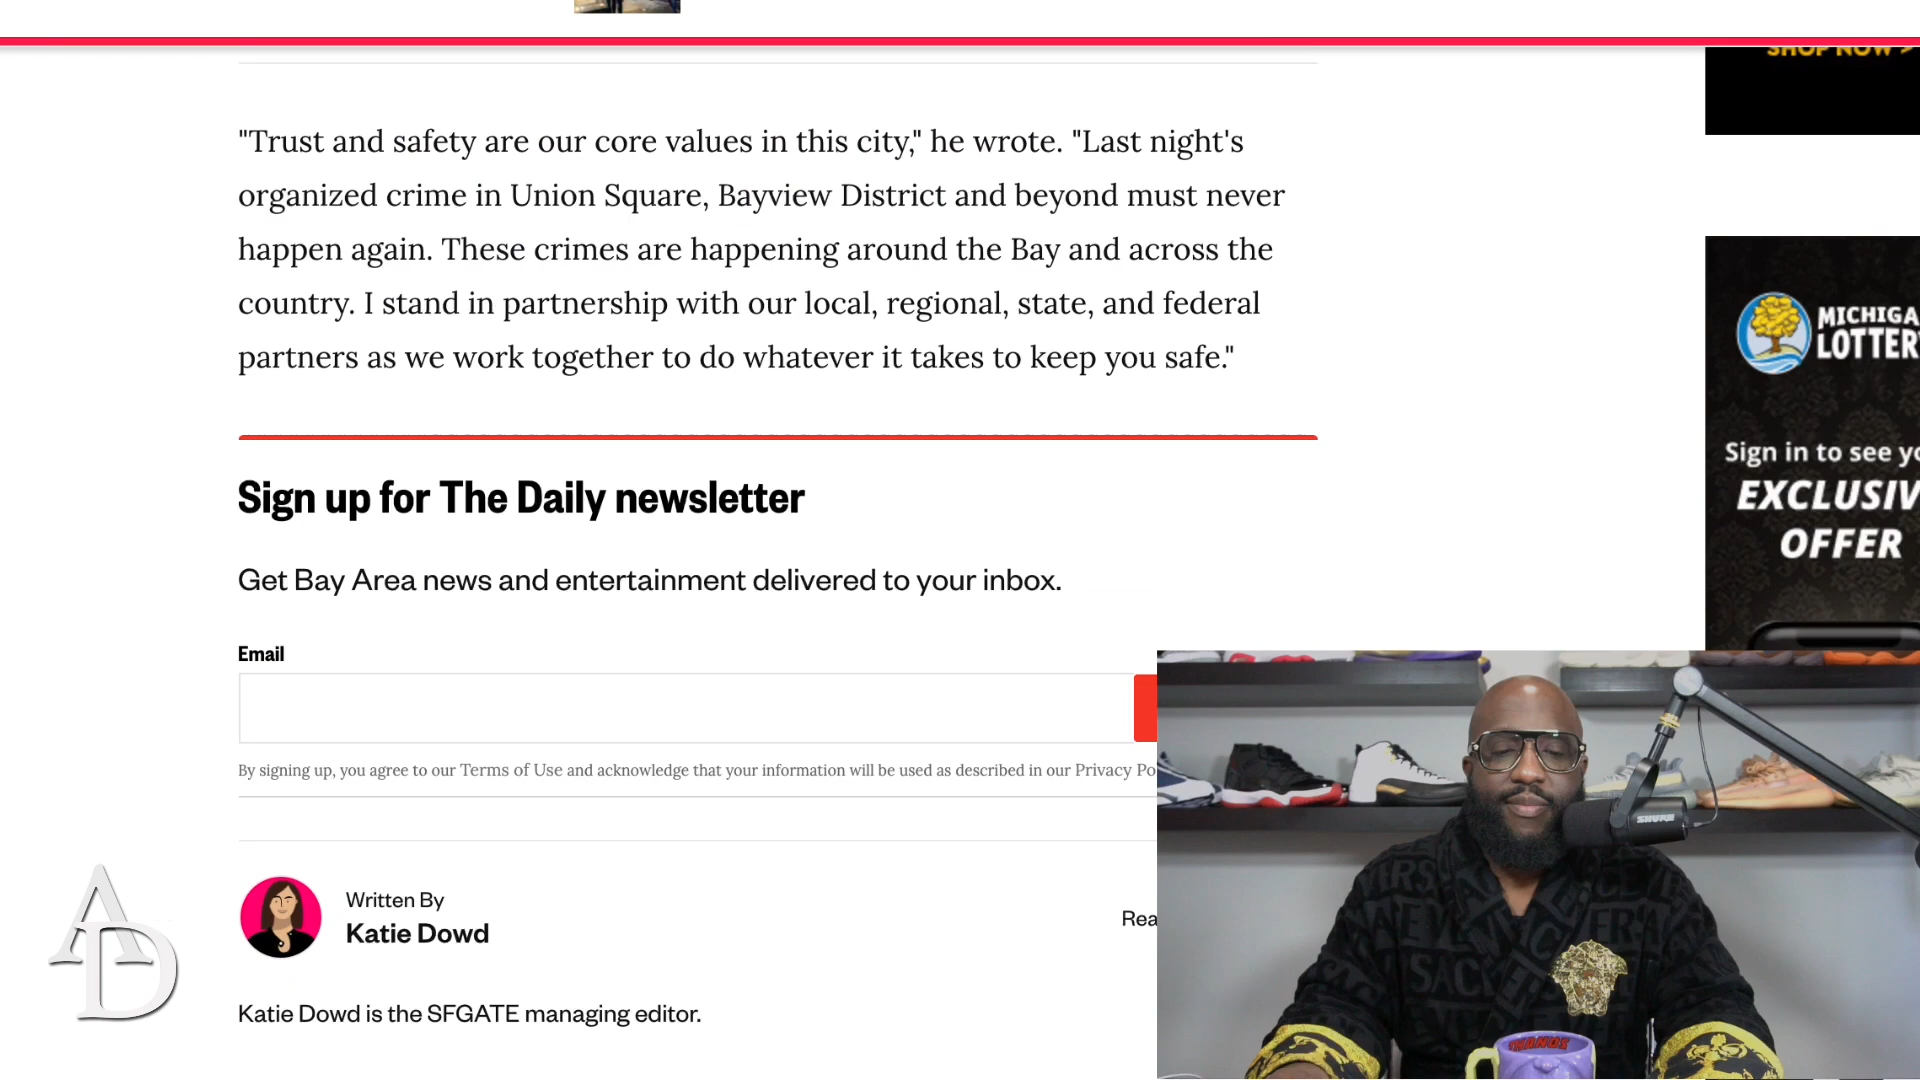 SHOP NOW >
"Trust and safety are our core values in this city," he wrote. "Last night's
organized crime in Union Square, Bayview District and beyond must never
happen again. These crimes are happening around the Bay and across the
country. I stand in partnership with our local, regional, state, and federal
partners as we work together to do whatever it takes to keep you safe."
MICHIGA
LOTTER
Sign in to see yo
EXCLUSIV
OFFER
Sign up for The Daily newsletter
Get Bay Area news and entertainment delivered to your inbox.
Email
By signing up, you agree to our Terms of Use and acknowledge that your information will be used as described in our Privacy Po
Written By
Katie Dowd
Rea
Katie Dowd is the SFGATE managing editor.
AD
SHURE
THANOS